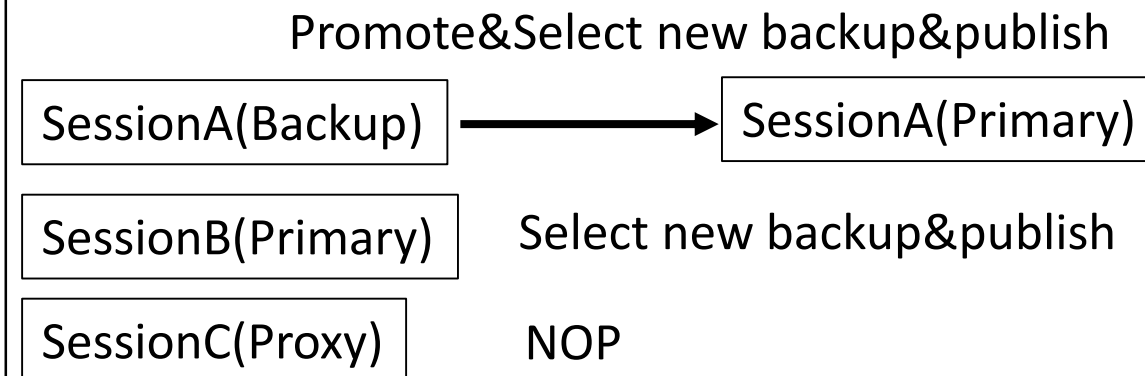 Promote&Select new backup&publish
SessionA(Backup) SessionA(Primary)
SessionB(Primary) Select new backup&publish
SessionC(Proxy) NOP